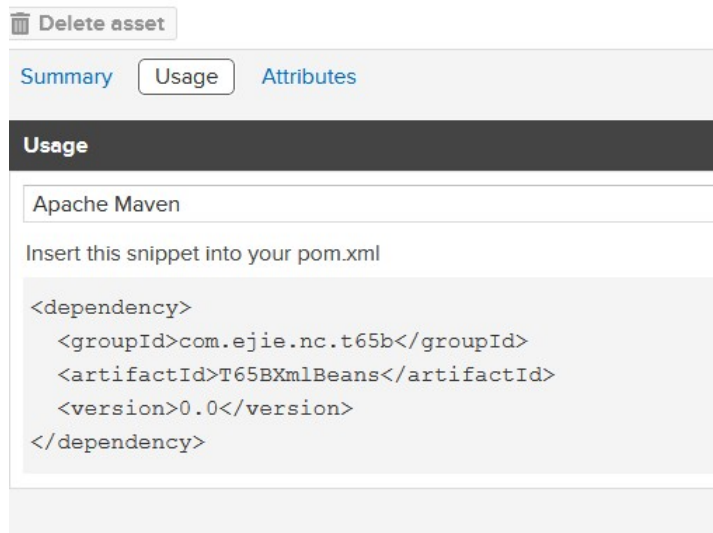 Delete asset
Summary Usage Attributes
Usage
Apache Maven
Insert this snippet into your pom.xml
<dependency>
  <groupId>com.ejie.nc.t65b</groupId>
  <artifactId>T65BXmlBeans</artifactId>
  <version>0.0</version>
</dependency>